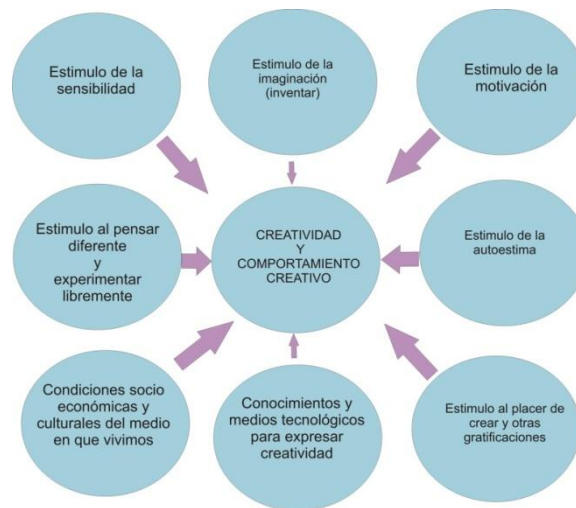 Estimulo de la
sensibilidad
Estimulo de la
imaginación
(inventar)
Estimulo de la
motivación
Estimulo al pensar
diferente
y
experimentar
libremente
CREATIVIDAD
Y
COMPORTAMIENTO
CREATIVO
Estimulo de la
autoestima
Condiciones socio
económicas y
culturales del medio
en que vivimos
Conocimientos y
medios tecnológicos
para expresar
creatividad
Estimulo al placer de
crear y otras
gratificaciones